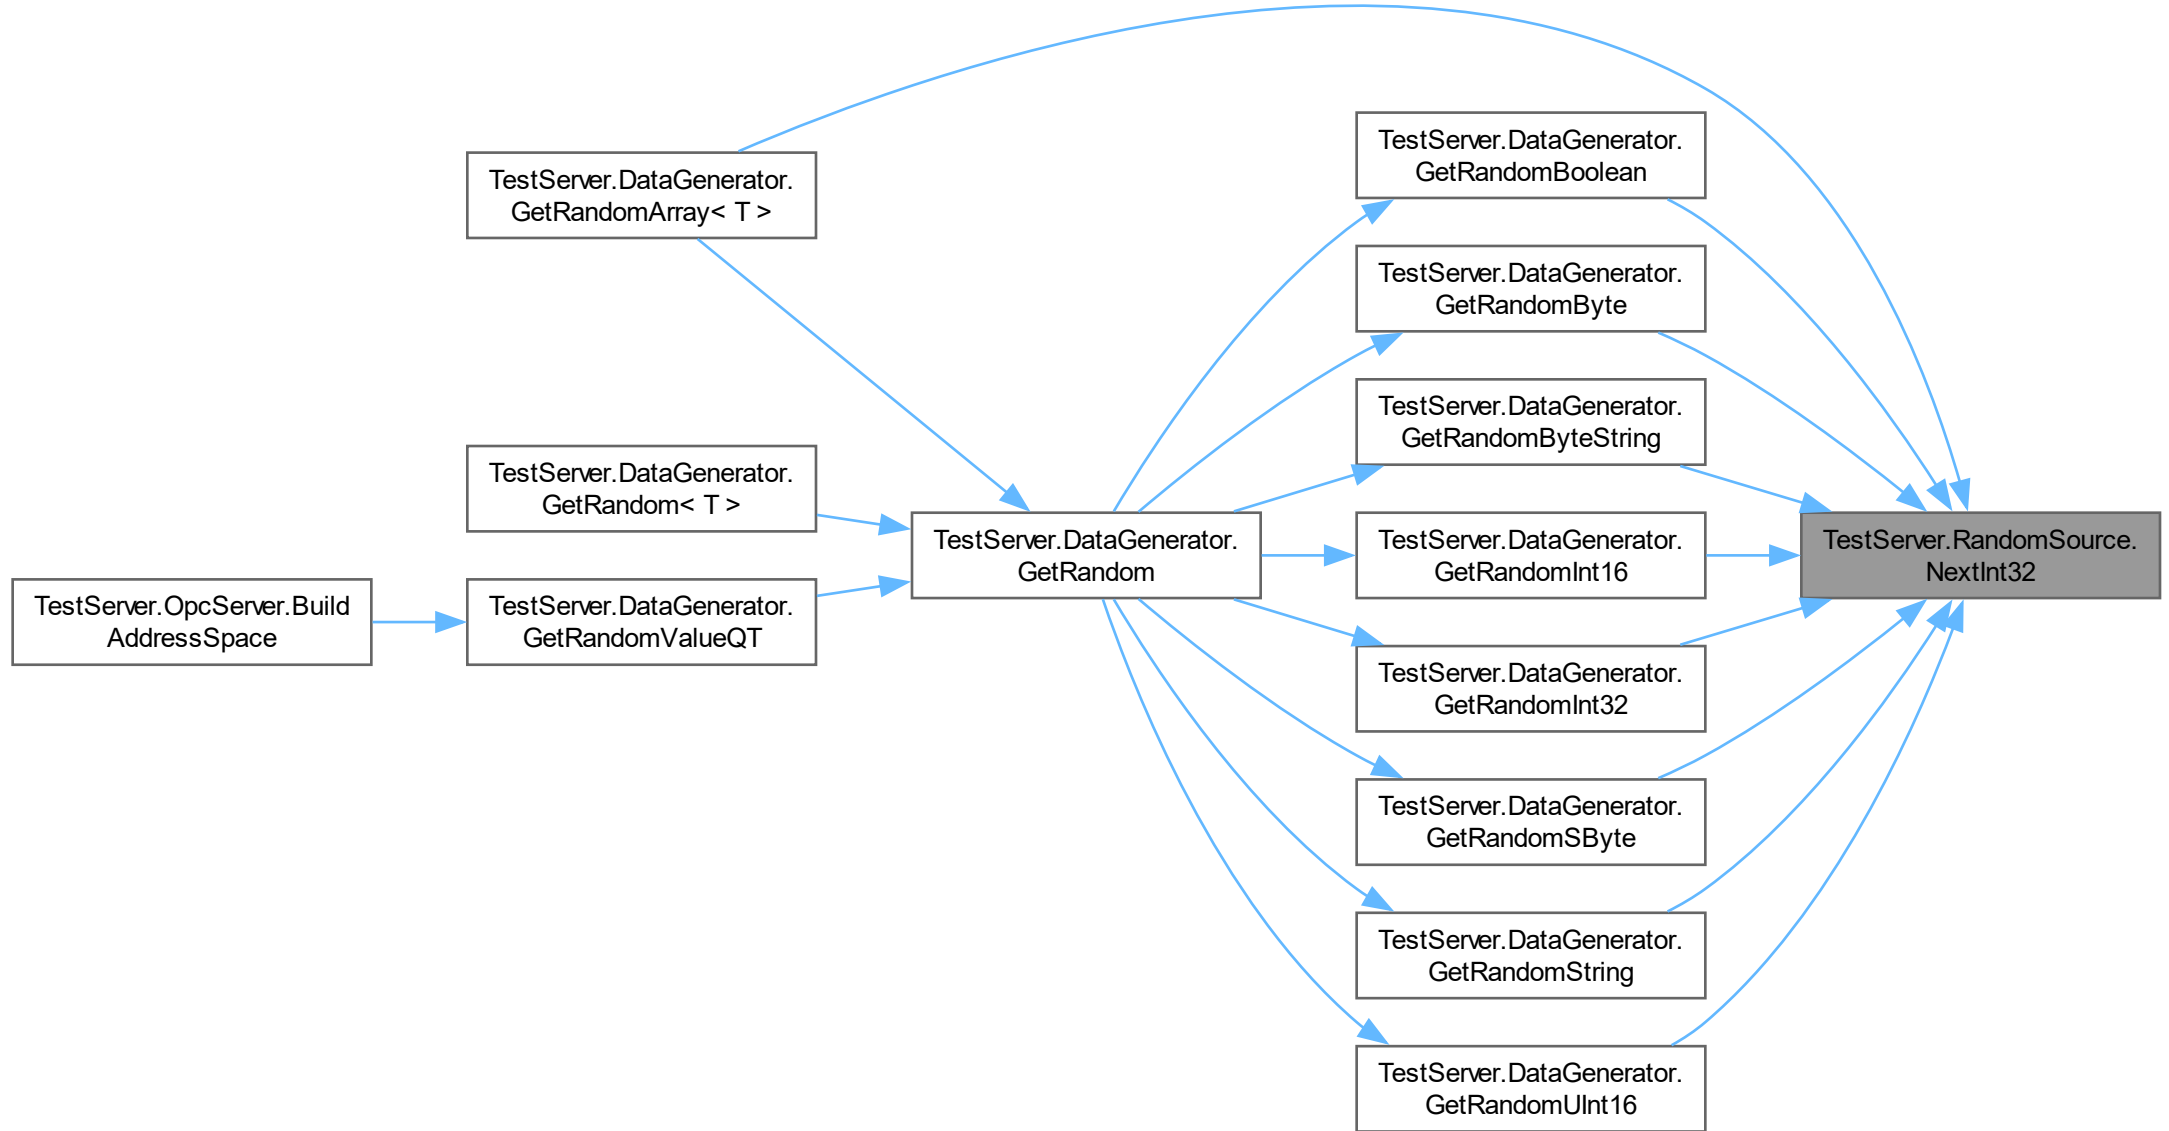 TestServer.DataGenerator.
GetRandomArray< T >
TestServer.DataGenerator.
GetRandom< T >
TestServer.OpcServer.Build
AddressSpace
TestServer.DataGenerator.
GetRandomValueQT
TestServer.DataGenerator.
GetRandom
TestServer.DataGenerator.
GetRandomBoolean
TestServer.DataGenerator.
GetRandomByte
TestServer.DataGenerator.
GetRandomByteString
TestServer.DataGenerator.
GetRandomInt16
TestServer.DataGenerator.
GetRandomInt32
TestServer.DataGenerator.
GetRandomSByte
TestServer.DataGenerator.
GetRandomString
TestServer.DataGenerator.
GetRandomUInt16
TestServer.RandomSource.
NextInt32